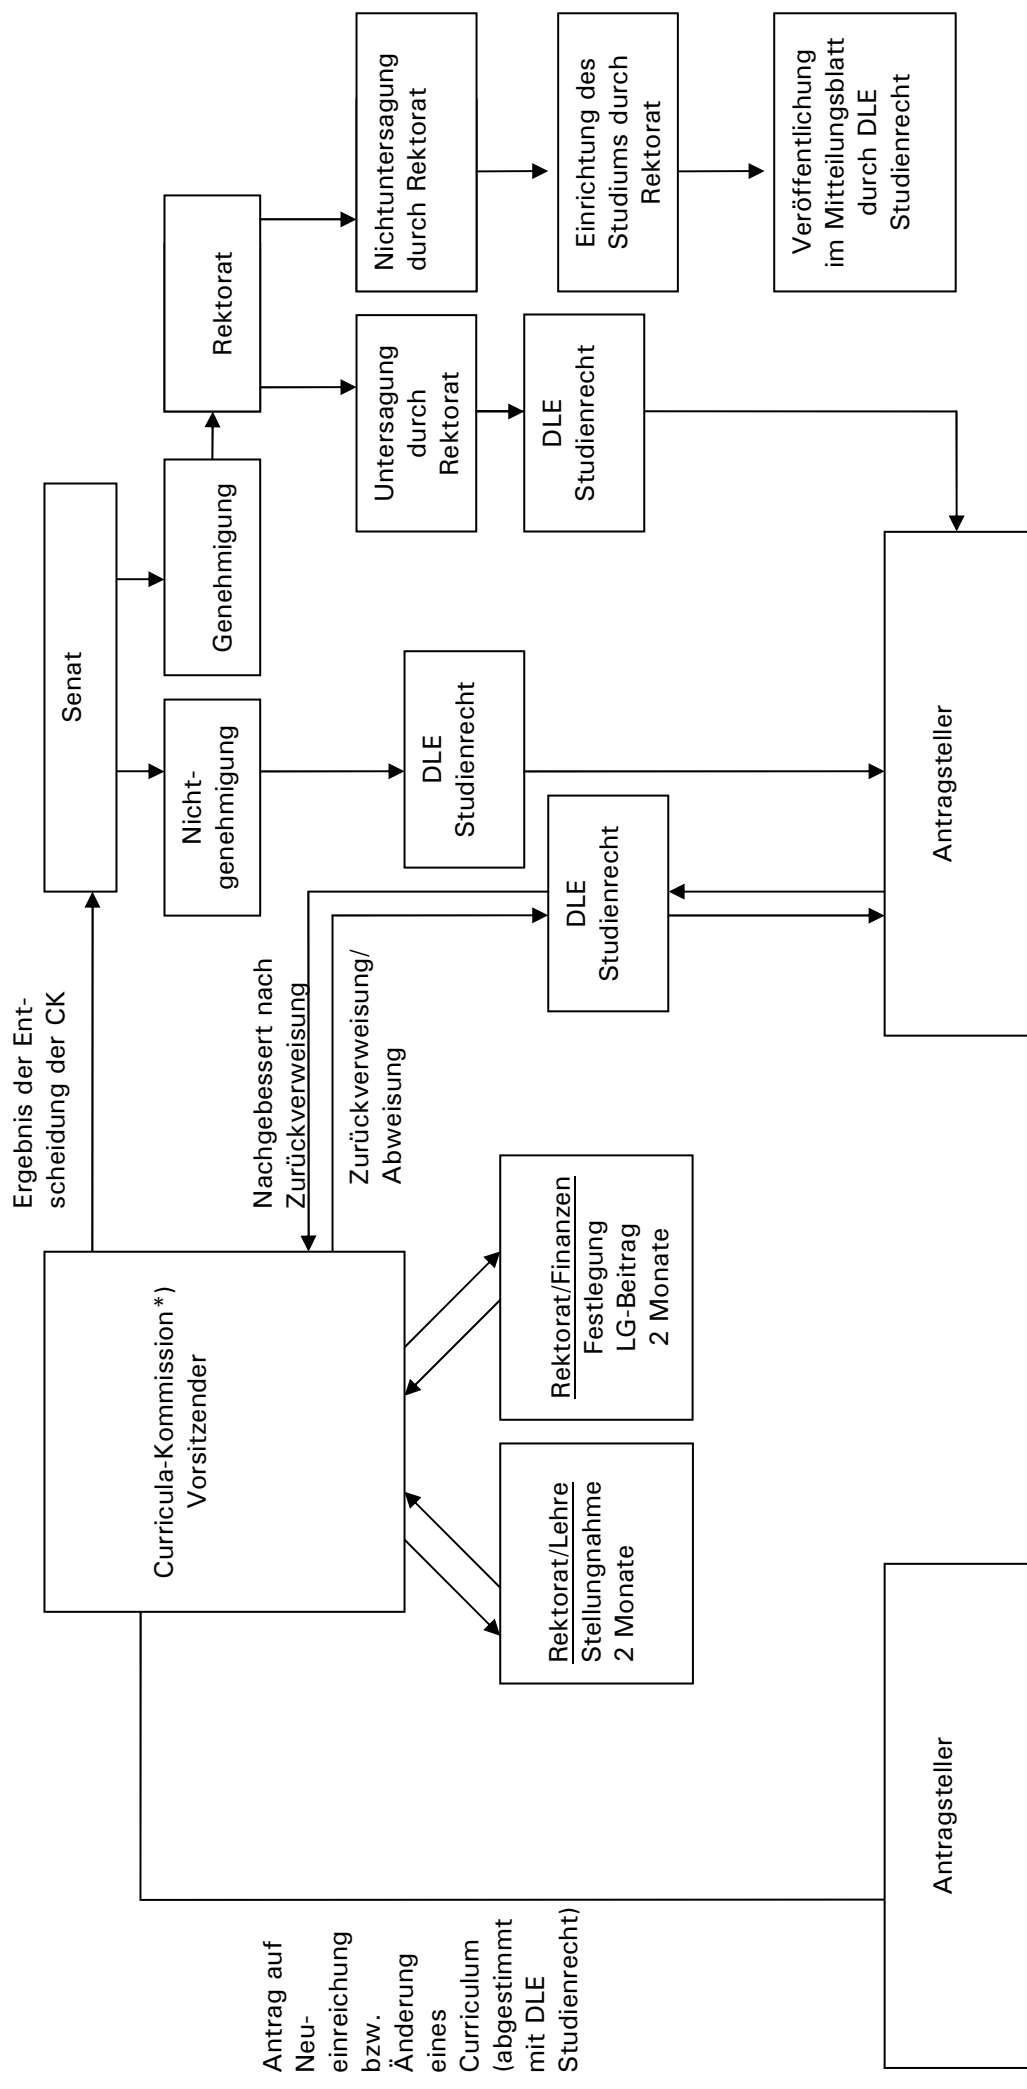 Antrag auf
Neu-
einreichung
bzw.
Änderung
eines
Curriculum
(abgestimmt
mit DLE
Studienrecht)
Antragsteller
Curricula-Kommission*)
Vorsitzender
Rektorat/Lehre
Stellungnahme
2 Monate
Rektorat/Finanzen
Festlegung
LG-Beitrag
2 Monate
Ergebnis der Ent-
scheidung der CK
Nachgebessert nach
Zurückverweisung
Zurückverweisung/
Abweisung
DLE
Studienrecht
Senat
Nicht-
genehmigung
Genehmigung
DLE
Studienrecht
Antragsteller
Rektorat
Untersagung
durch
Rektorat
DLE
Studienrecht
Nichtuntersagung
durch Rektorat
Einrichtung des
Studiums durch
Rektorat
Veröffentlichung
im Mitteilungsblatt
durch DLE
Studienrecht